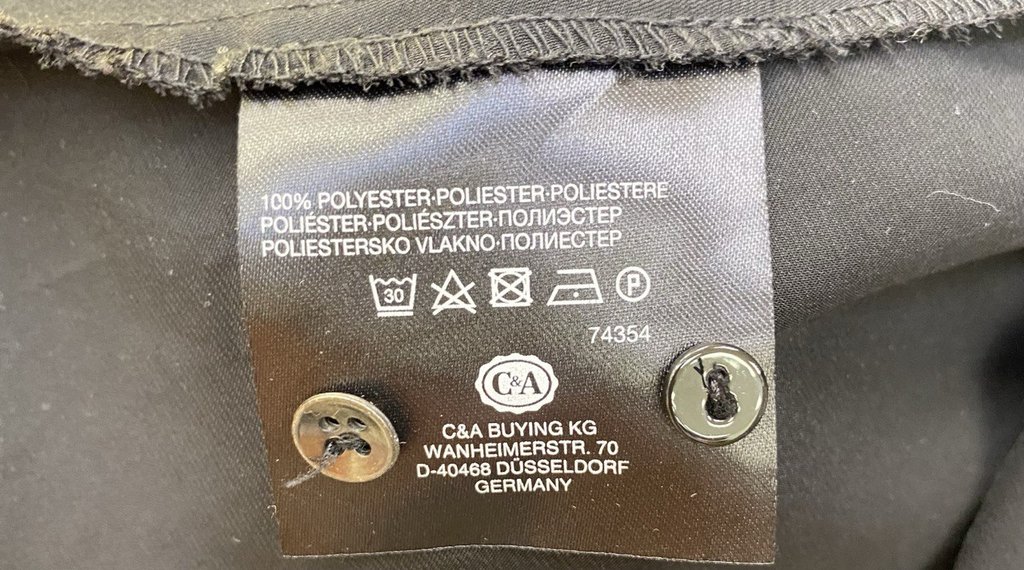 100% POLYESTER·POLIESTER·POLIESTERE
POLIÉSTER·POLIÉSZTER·ПОЛИЭСТЕР
POLIESTERSKO VLAKNO·ПОЛИЕСТЕР
30
P
74354
C&A
C&A BUYING KG
WANHEIMERSTR. 70
D-40468 DÜSSELDORF
GERMANY